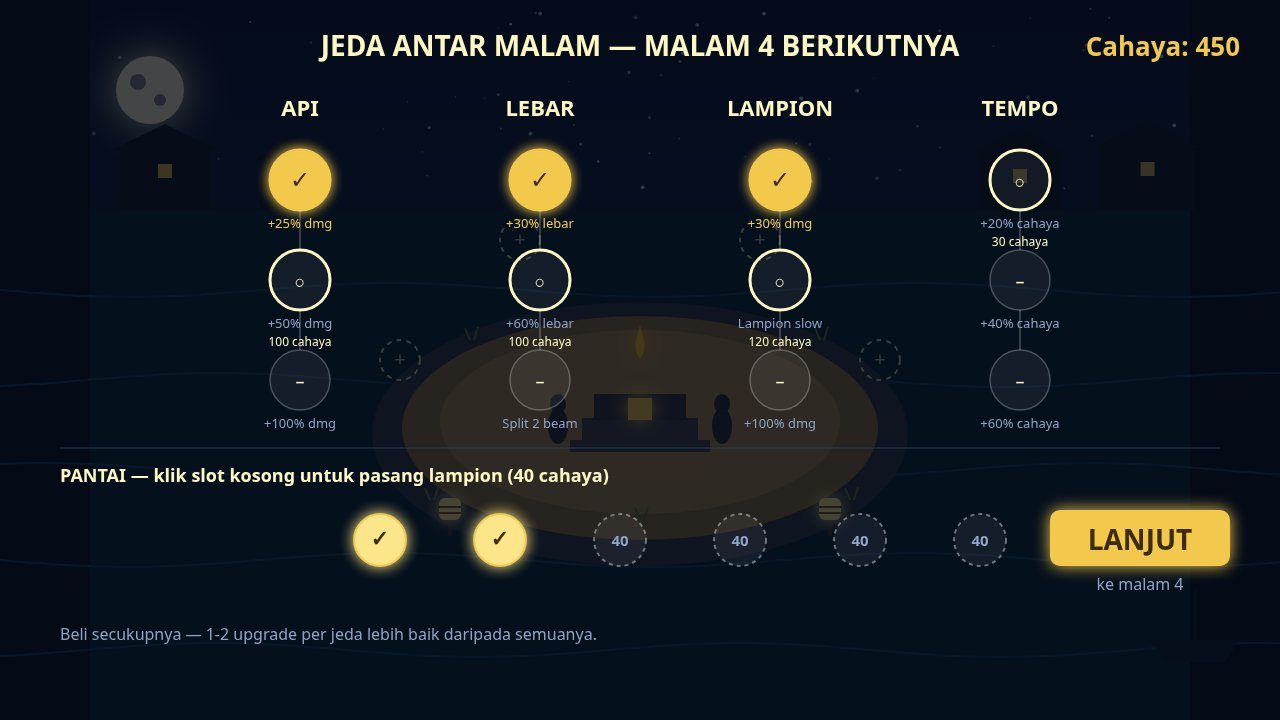 JEDA ANTAR MALAM — MALAM 4 BERIKUTNYA
Cahaya: 450
API
LEBAR
LAMPION
TEMPO
✓
✓
✓
○
+25% dmg
+30% lebar
+30% dmg
+20% cahaya
30 cahaya
+
+
○
○
○
–
+50% dmg
+60% lebar
Lampion slow
+40% cahaya
100 cahaya
100 cahaya
120 cahaya
+
+
–
–
–
–
+100% dmg
Split 2 beam
+100% dmg
+60% cahaya
PANTAI — klik slot kosong untuk pasang lampion (40 cahaya)
✓
✓
40
40
40
40
LANJUT
ke malam 4
Beli secukupnya — 1-2 upgrade per jeda lebih baik daripada semuanya.